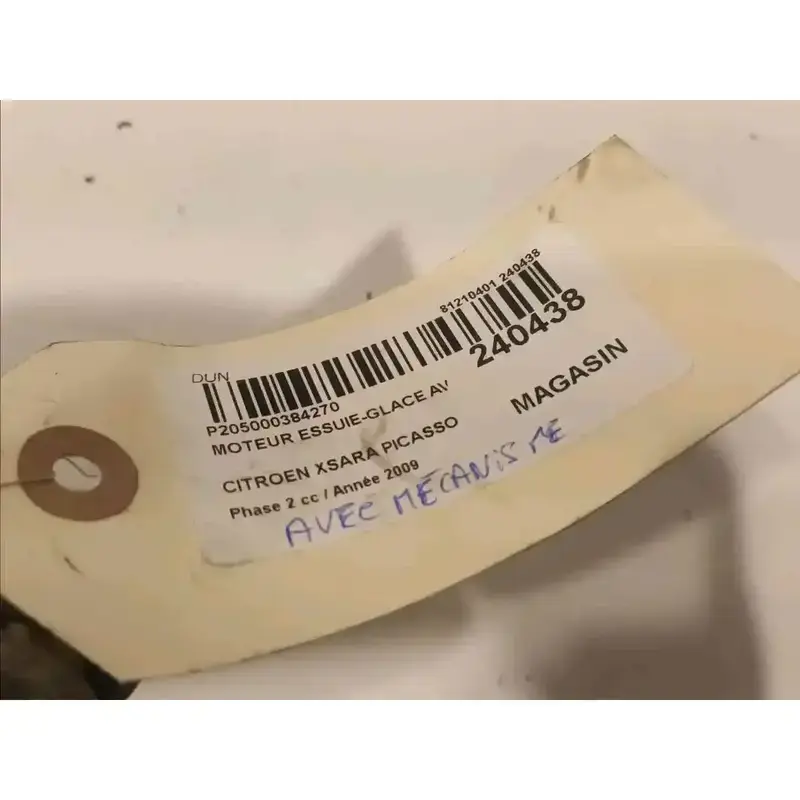 DUN
81210401 240438
240438
P205000384270
MOTEUR ESSUIE-GLACE AV
MAGASIN
CITROEN XSARA PICASSO
Phase 2 cc / Année 2009
AVEC MÉCANISME